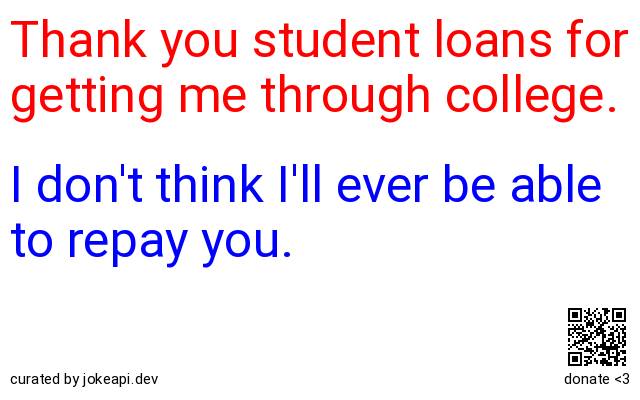 Thank you student loans for
getting me through college.
I don't think I'll ever be able
to repay you.
curated by jokeapi.dev
donate <3